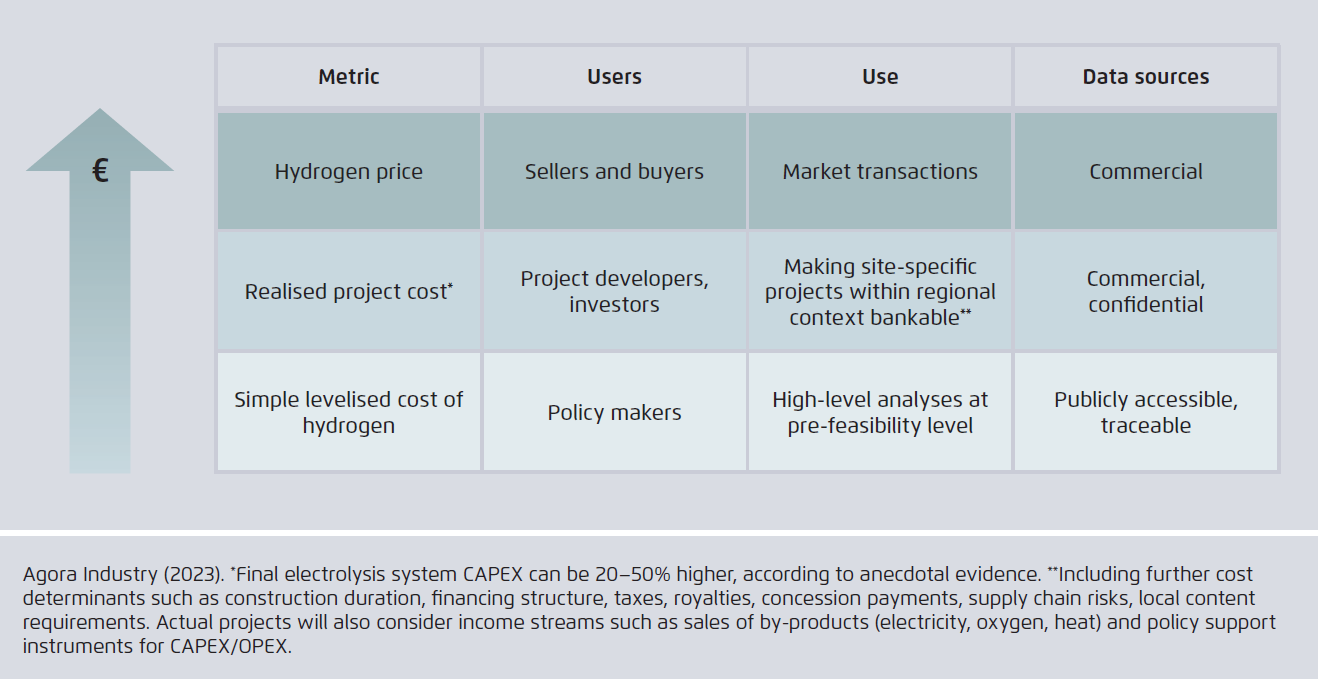 Metric
Users
Use
Data sources
€
Hydrogen price
Sellers and buyers
Market transactions
Commercial
Realised project cost*
Project developers,
investors
Making site-specific
projects within regional
context bankable**
Commercial,
confidential
Simple levelised cost of
hydrogen
Policy makers
High-level analyses at
pre-feasibility level
Publicly accessible,
traceable
Agora Industry (2023). *Final electrolysis system CAPEX can be 20–50% higher, according to anecdotal evidence. **Including further cost
determinants such as construction duration, financing structure, taxes, royalties, concession payments, supply chain risks, local content
requirements. Actual projects will also consider income streams such as sales of by-products (electricity, oxygen, heat) and policy support
instruments for CAPEX/OPEX.